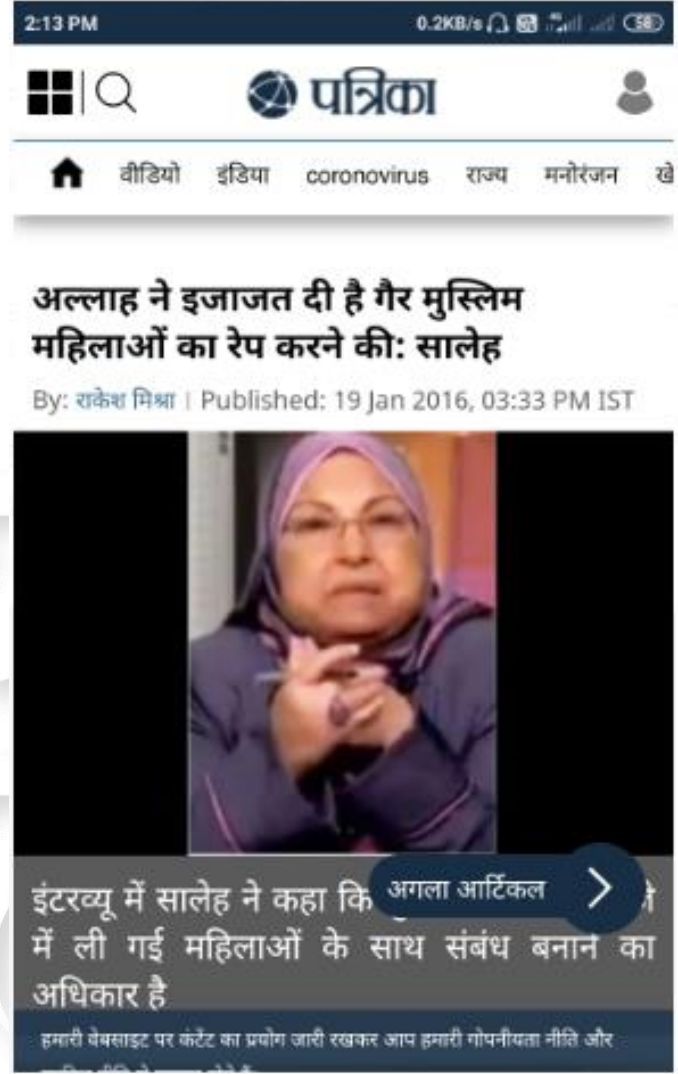 2:13 PM 0.2KB/s 58
पत्रिका
वीडियो इंडिया coronovirus राज्य मनोरंजन खे
अल्लाह ने इजाजत दी है गैर मुस्लिम
महिलाओं का रेप करने की: सालेह
By: राकेश मिश्रा | Published: 19 Jan 2016, 03:33 PM IST
इंटरव्यू में सालेह ने कहा कि
अगला आर्टिकल
में ली गई महिलाओं के साथ संबंध बनाने का
अधिकार है
हमारी वेबसाइट पर कंटेंट का प्रयोग जारी रखकर आप हमारी गोपनीयता नीति और